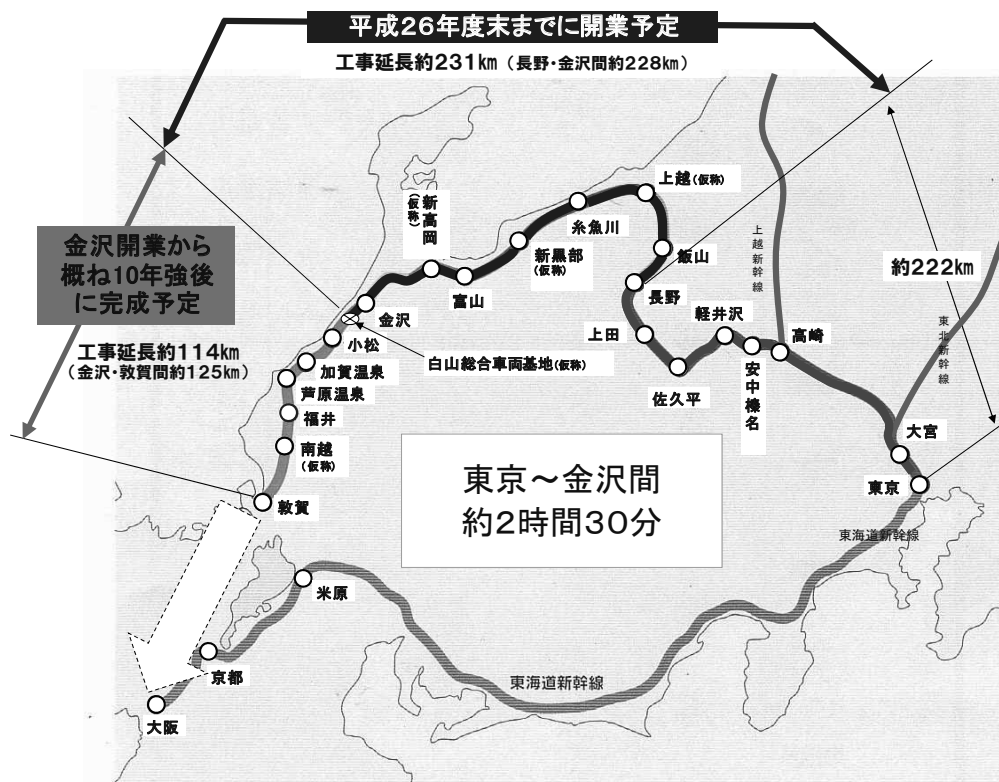 平成26年度末までに開業予定
工事延長約231km（長野･金沢間約228km）
金沢開業から
概ね10年強後
に完成予定
工事延長約114km
（金沢･敦賀間約125km）
約222km
上越新幹線
東北新幹線
上越(仮称)
糸魚川
新高岡
(仮称)
新黒部
(仮称)
飯山
富山
長野
金沢
軽井沢
高崎
上田
小松
白山総合車両基地(仮称)
安中榛名
加賀温泉
佐久平
芦原温泉
福井
大宮
南越
(仮称)
東京
敦賀
東京～金沢間
約2時間30分
東海道新幹線
米原
京都
東海道新幹線
大阪